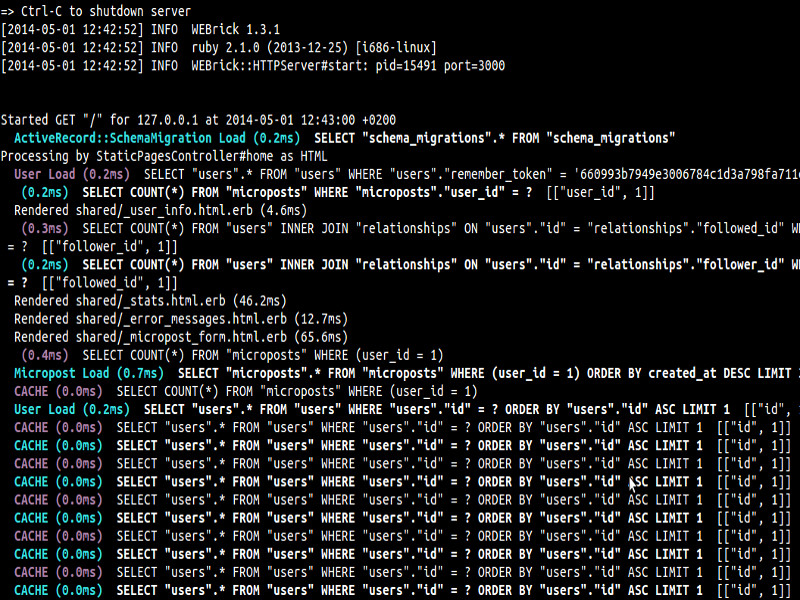 => Ctrl-C to shutdown server
[2014-05-01 12:42:52] INFO  WEBrick 1.3.1
[2014-05-01 12:42:52] INFO  ruby 2.1.0 (2013-12-25) [i686-linux]
[2014-05-01 12:42:52] INFO  WEBrick::HTTPServer#start: pid=15491 port=3000
Started GET "/" for 127.0.0.1 at 2014-05-01 12:43:00 +0200
ActiveRecord::SchemaMigration Load (0.2ms)  SELECT "schema_migrations".* FROM "schema_migrations"
Processing by StaticPagesController#home as HTML
User Load (0.2ms)  SELECT "users".* FROM "users" WHERE "users"."remember_token" = '660993b7949e3006784c1d3a798fa711
(0.2ms)  SELECT COUNT(*) FROM "microposts" WHERE "microposts"."user_id" = ?  [["user_id", 1]]
Rendered shared/_user_info.html.erb (4.6ms)
(0.3ms)  SELECT COUNT(*) FROM "users" INNER JOIN "relationships" ON "users"."id" = "relationships"."followed_id"
= ?  [["follower_id", 1]]
(0.2ms)  SELECT COUNT(*) FROM "users" INNER JOIN "relationships" ON "users"."id" = "relationships"."follower_id"
= ?  [["followed_id", 1]]
Rendered shared/_stats.html.erb (46.2ms)
Rendered shared/_error_messages.html.erb (12.7ms)
Rendered shared/_micropost_form.html.erb (65.6ms)
(0.4ms)  SELECT COUNT(*) FROM "microposts" WHERE (user_id = 1)
Micropost Load (0.7ms)  SELECT "microposts".* FROM "microposts" WHERE (user_id = 1) ORDER BY created_at DESC LIMIT
CACHE (0.0ms)  SELECT COUNT(*) FROM "microposts" WHERE (user_id = 1)
User Load (0.2ms)  SELECT "users".* FROM "users" WHERE "users"."id" = ? ORDER BY "users"."id" ASC LIMIT 1  [["id",
CACHE (0.0ms)  SELECT "users".* FROM "users" WHERE "users"."id" = ? ORDER BY "users"."id" ASC LIMIT 1  [["id", 1]]
CACHE (0.0ms)  SELECT "users".* FROM "users" WHERE "users"."id" = ? ORDER BY "users"."id" ASC LIMIT 1  [["id", 1]]
CACHE (0.0ms)  SELECT "users".* FROM "users" WHERE "users"."id" = ? ORDER BY "users"."id" ASC LIMIT 1  [["id", 1]]
CACHE (0.0ms)  SELECT "users".* FROM "users" WHERE "users"."id" = ? ORDER BY "users"."id" ASC LIMIT 1  [["id", 1]]
CACHE (0.0ms)  SELECT "users".* FROM "users" WHERE "users"."id" = ? ORDER BY "users"."id" ASC LIMIT 1  [["id", 1]]
CACHE (0.0ms)  SELECT "users".* FROM "users" WHERE "users"."id" = ? ORDER BY "users"."id" ASC LIMIT 1  [["id", 1]]
CACHE (0.0ms)  SELECT "users".* FROM "users" WHERE "users"."id" = ? ORDER BY "users"."id" ASC LIMIT 1  [["id", 1]]
CACHE (0.0ms)  SELECT "users".* FROM "users" WHERE "users"."id" = ? ORDER BY "users"."id" ASC LIMIT 1  [["id", 1]]
CACHE (0.0ms)  SELECT "users".* FROM "users" WHERE "users"."id" = ? ORDER BY "users"."id" ASC LIMIT 1  [["id", 1]]
CACHE (0.0ms)  SELECT "users".* FROM "users" WHERE "users"."id" = ? ORDER BY "users"."id" ASC LIMIT 1  [["id", 1]]